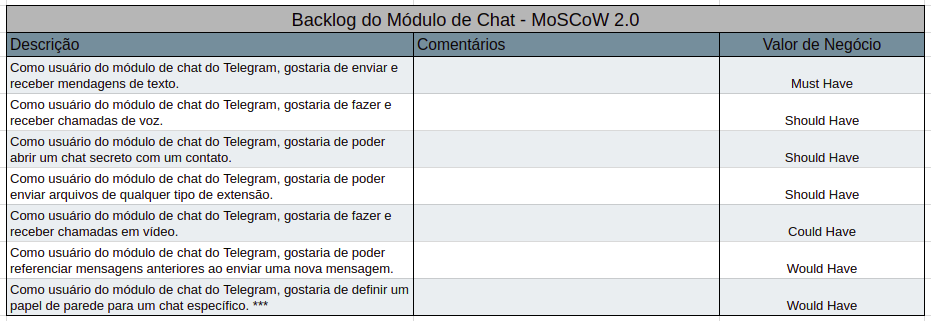 Backlog do Módulo de Chat - MoSCoW 2.0
Descrição Comentários Valor de Negócio
Como usuário do módulo de chat do Telegram, gostaria de enviar e
receber mendagens de texto. Must Have
Como usuário do módulo de chat do Telegram, gostaria de fazer e
receber chamadas de voz. Should Have
Como usuário do módulo de chat do Telegram, gostaria de poder
abrir um chat secreto com um contato. Should Have
Como usuário do módulo de chat do Telegram, gostaria de poder
enviar arquivos de qualquer tipo de extensão. Should Have
Como usuário do módulo de chat do Telegram, gostaria de fazer e
receber chamadas em vídeo. Could Have
Como usuário do módulo de chat do Telegram, gostaria de poder
referenciar mensagens anteriores ao enviar uma nova mensagem. Would Have
Como usuário do módulo de chat do Telegram, gostaria de definir um
papel de parede para um chat específico. *** Would Have